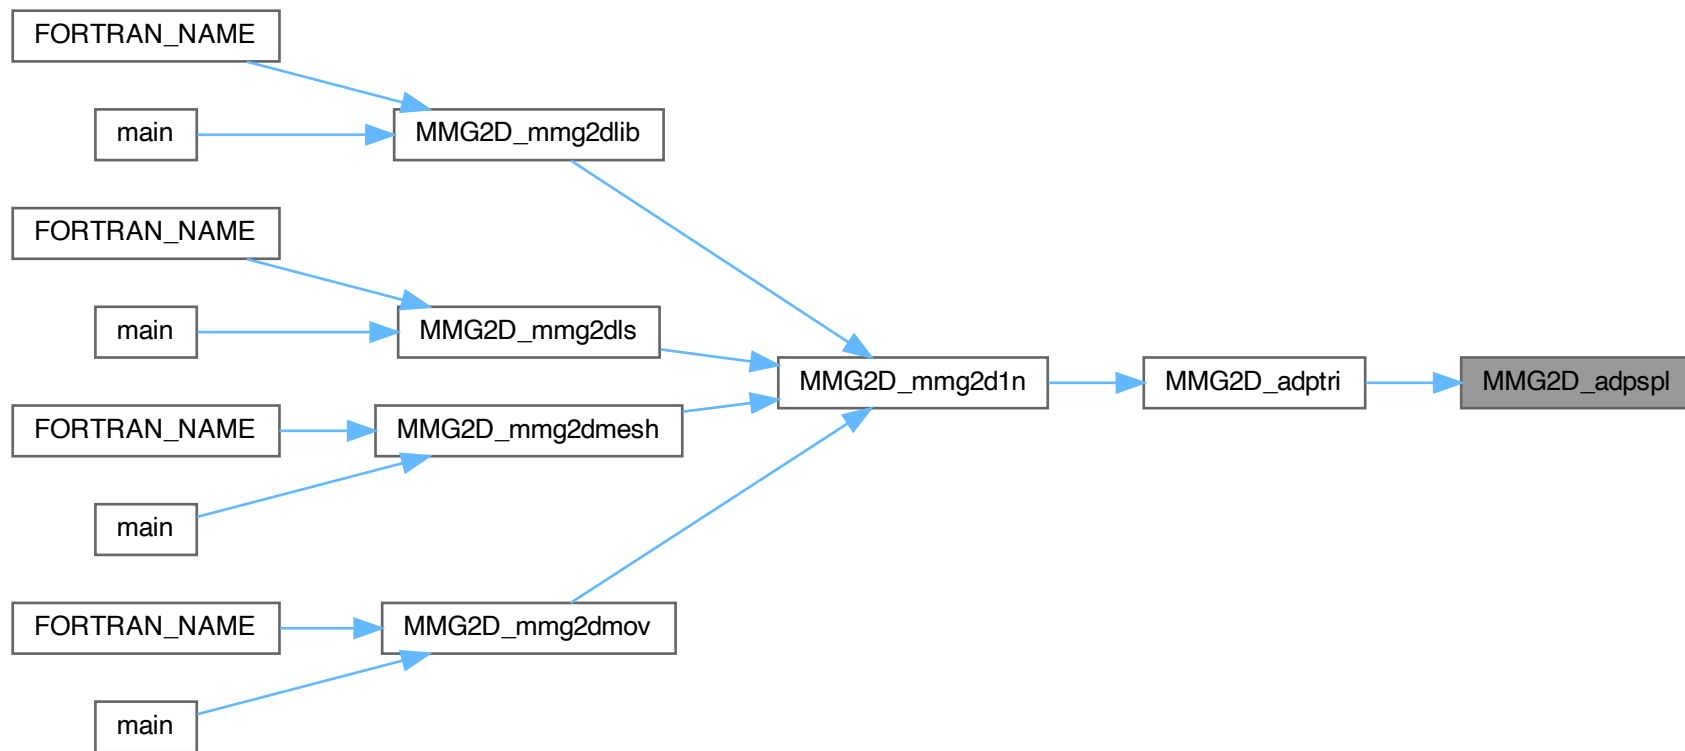 FORTRAN_NAME
main
MMG2D_mmg2dlib
FORTRAN_NAME
main
MMG2D_mmg2dls
MMG2D_mmg2d1n
MMG2D_adptri
MMG2D_adpspl
FORTRAN_NAME
MMG2D_mmg2dmesh
main
FORTRAN_NAME
MMG2D_mmg2dmov
main